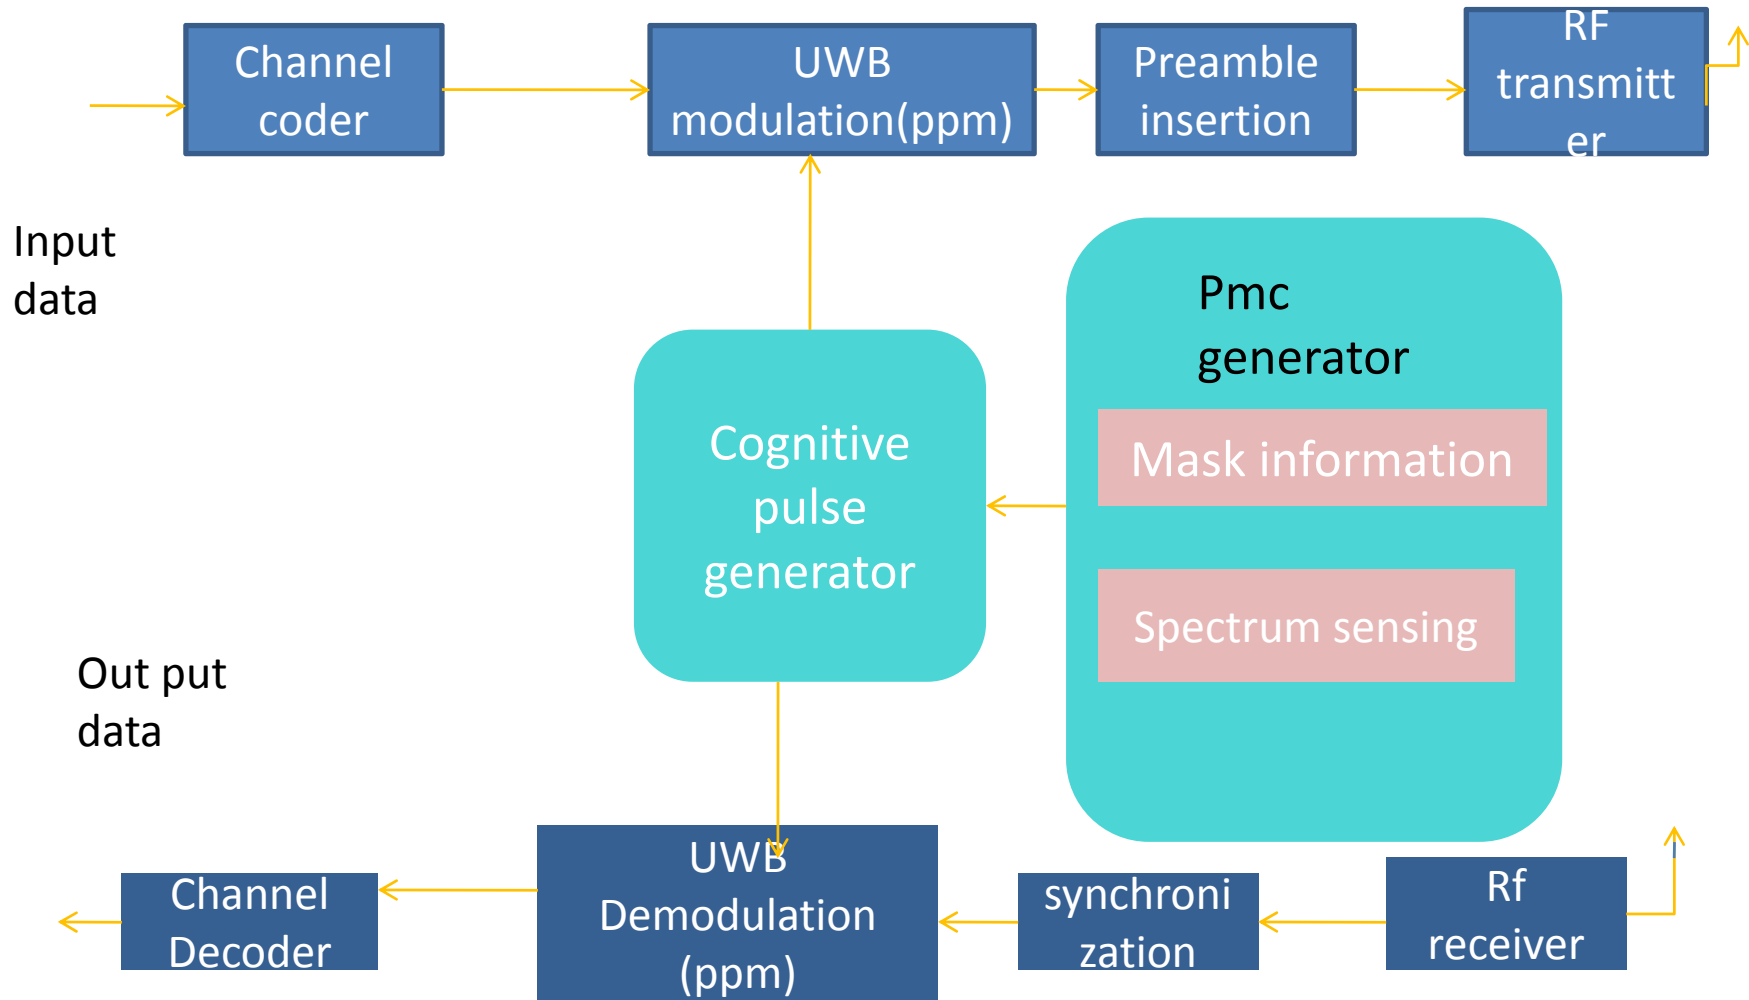 Channel
coder
UWB
modulation(ppm)
Preamble
insertion
RF
transmitt
er
Input
data
Pmc
generator
Cognitive
pulse
generator
Mask information
Spectrum sensing
Out put
data
Channel
Decoder
UWB
Demodulation
(ppm)
synchroni
zation
Rf
receiver